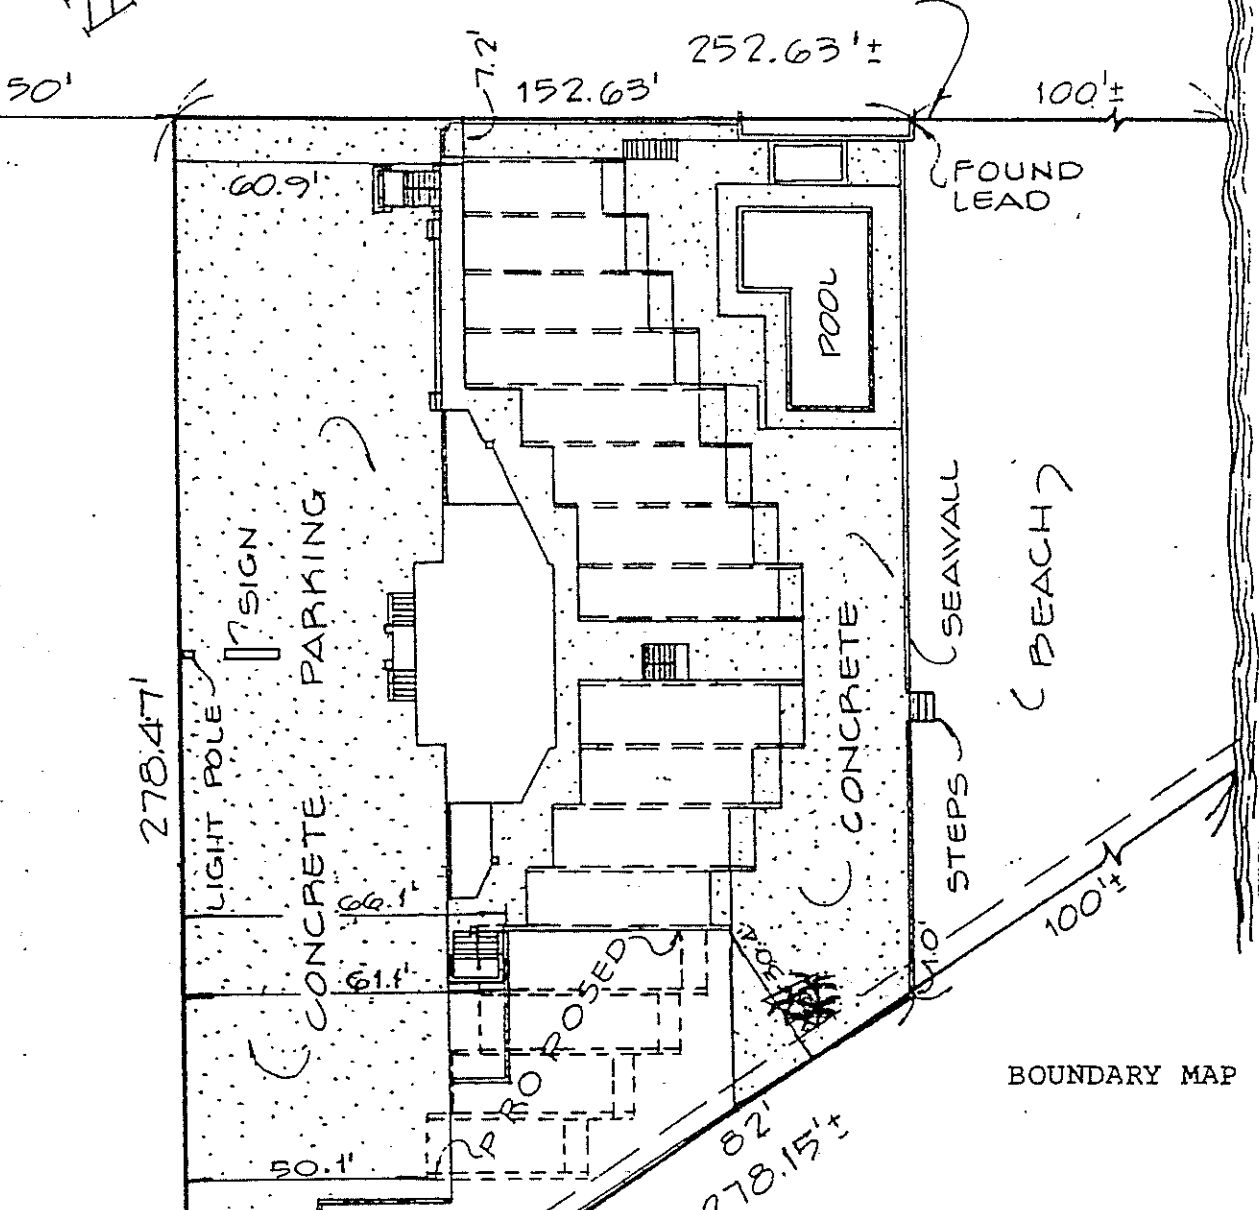 50'
7.2'
152.63'
252.63'±
100'±
60.9'
FOUND
LEAD
POOL
SIGN
CONCRETE PARKING
LIGHT POLE
278.47'
SEAWALL
BEACH
CONCRETE
STEPS
66.1'
61.1'
50.1'
PROPOSED
30.4'
1.0'
100'±
82'
278.15'±
BOUNDARY MAP